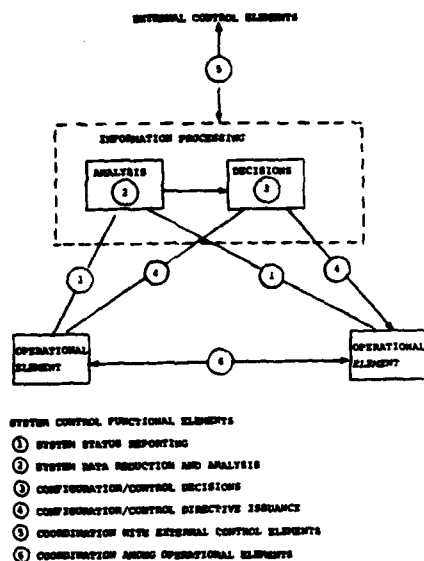 EXTERNAL CONTROL ELEMENTS
5
INFORMATION PROCESSING
ANALYSIS
2
DECISIONS
3
1
4
1
4
OPERATIONAL
ELEMENT
6
OPERATIONAL
ELEMENT
SYSTEM CONTROL FUNCTIONAL ELEMENTS
1 SYSTEM STATUS REPORTING
2 SYSTEM DATA REDUCTION AND ANALYSIS
3 CONFIGURATION/CONTROL DECISIONS
4 CONFIGURATION/CONTROL DIRECTIVE ISSUANCE
5 COORDINATION WITH EXTERNAL CONTROL ELEMENTS
6 COORDINATION AMONG OPERATIONAL ELEMENTS